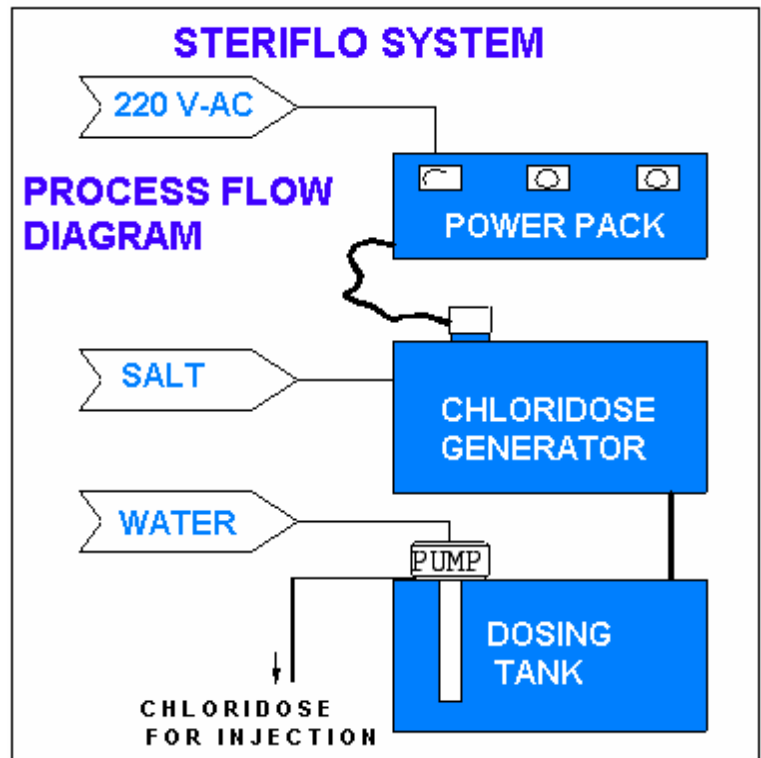 STERIFLO SYSTEM
220 V-AC
PROCESS FLOW
DIAGRAM
POWER PACK
SALT
CHLORIDOSE
GENERATOR
WATER
PUMP
DOSING
TANK
CHLORIDOSE
FOR INJECTION